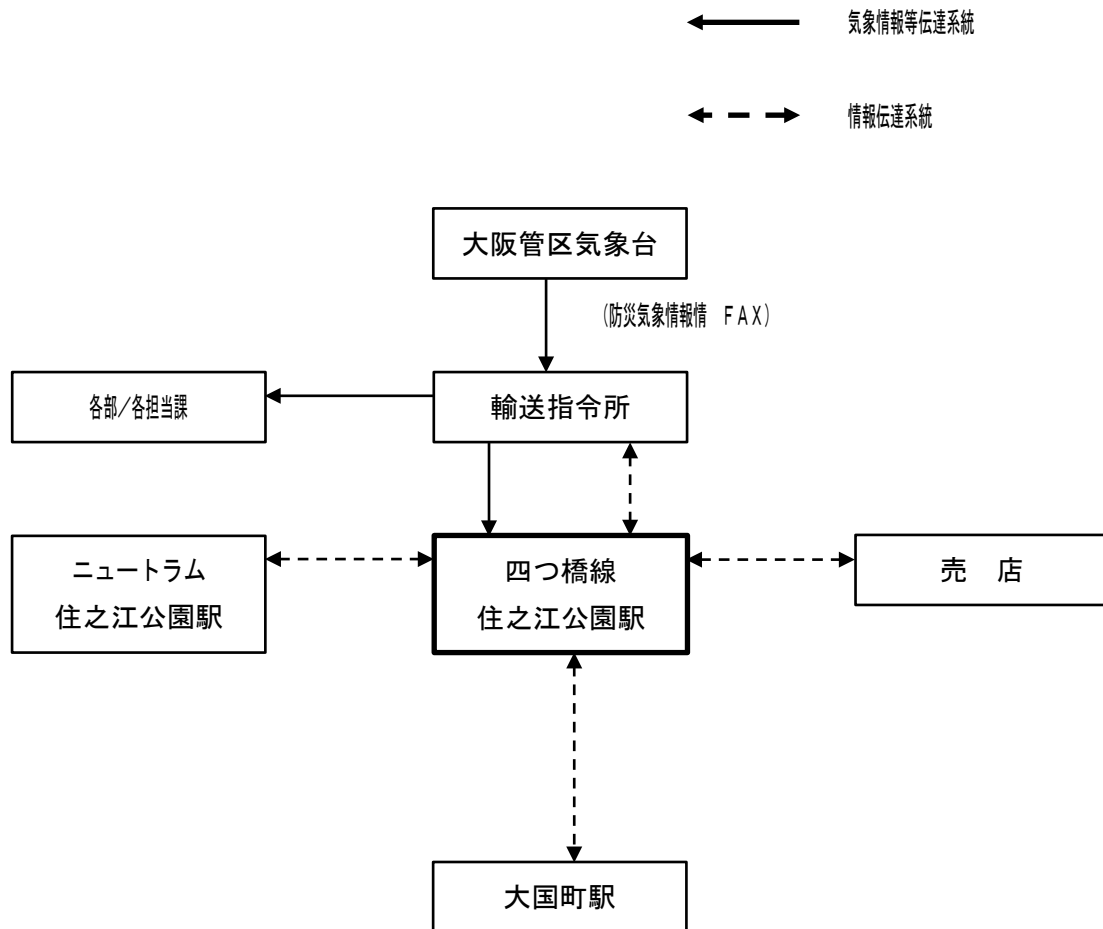 気象情報等伝達系統
情報伝達系統
大阪管区気象台
(防災気象情報情　ＦＡＸ)
各部／各担当課
輸送指令所
ニュートラム
住之江公園駅
四つ橋線
住之江公園駅
売　店
大国町駅